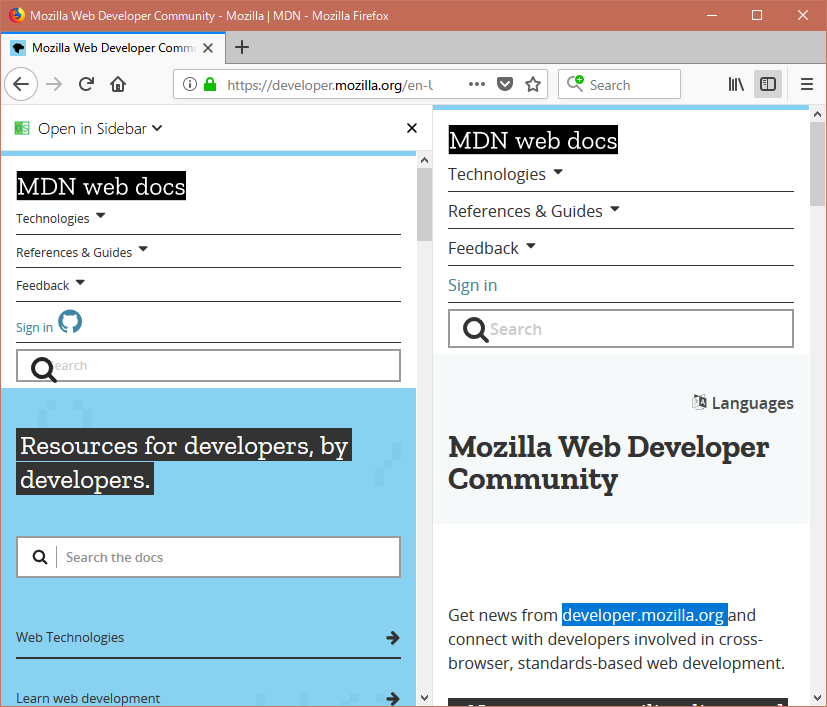 Mozilla Web Developer Community - Mozilla | MDN - Mozilla Firefox
Mozilla Web Developer Commu
https://developer.mozilla.org/en-U
Search
Open in Sidebar
MDN web docs
Technologies
References & Guides
Feedback
Sign in
Search
Resources for developers, by
developers.
Search the docs
Web Technologies
Learn web development
MDN web docs
Technologies
References & Guides
Feedback
Sign in
Search
Languages
Mozilla Web Developer
Community
Get news from developer.mozilla.org and
connect with developers involved in cross-
browser, standards-based web development.